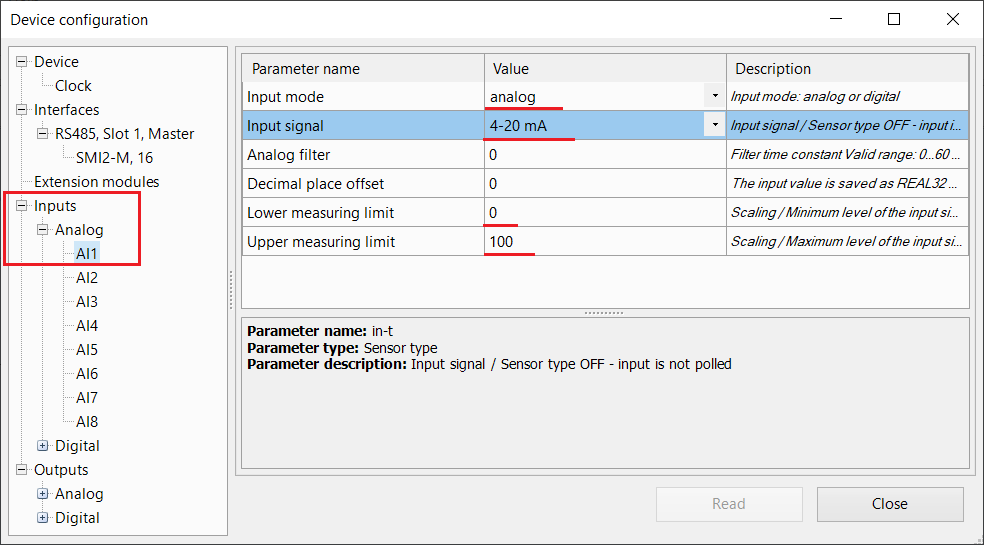 Device configuration
Device
Clock
Interfaces
RS485, Slot 1, Master
SMI2-M, 16
Extension modules
Inputs
Analog
AI1
AI2
AI3
AI4
AI5
AI6
AI7
AI8
Digital
Outputs
Analog
Digital
Parameter name Value Description
Input mode analog Input mode: analog or digital
Input signal 4-20 mA Input signal / Sensor type OFF - input i...
Analog filter 0 Filter time constant Valid range: 0...60 ...
Decimal place offset 0 The input value is saved as REAL32 ...
Lower measuring limit 0 Scaling / Minimum level of the input si...
Upper measuring limit 100 Scaling / Maximum level of the input si...
Parameter name: in-t
Parameter type: Sensor type
Parameter description: Input signal / Sensor type OFF - input is not polled
Read Close